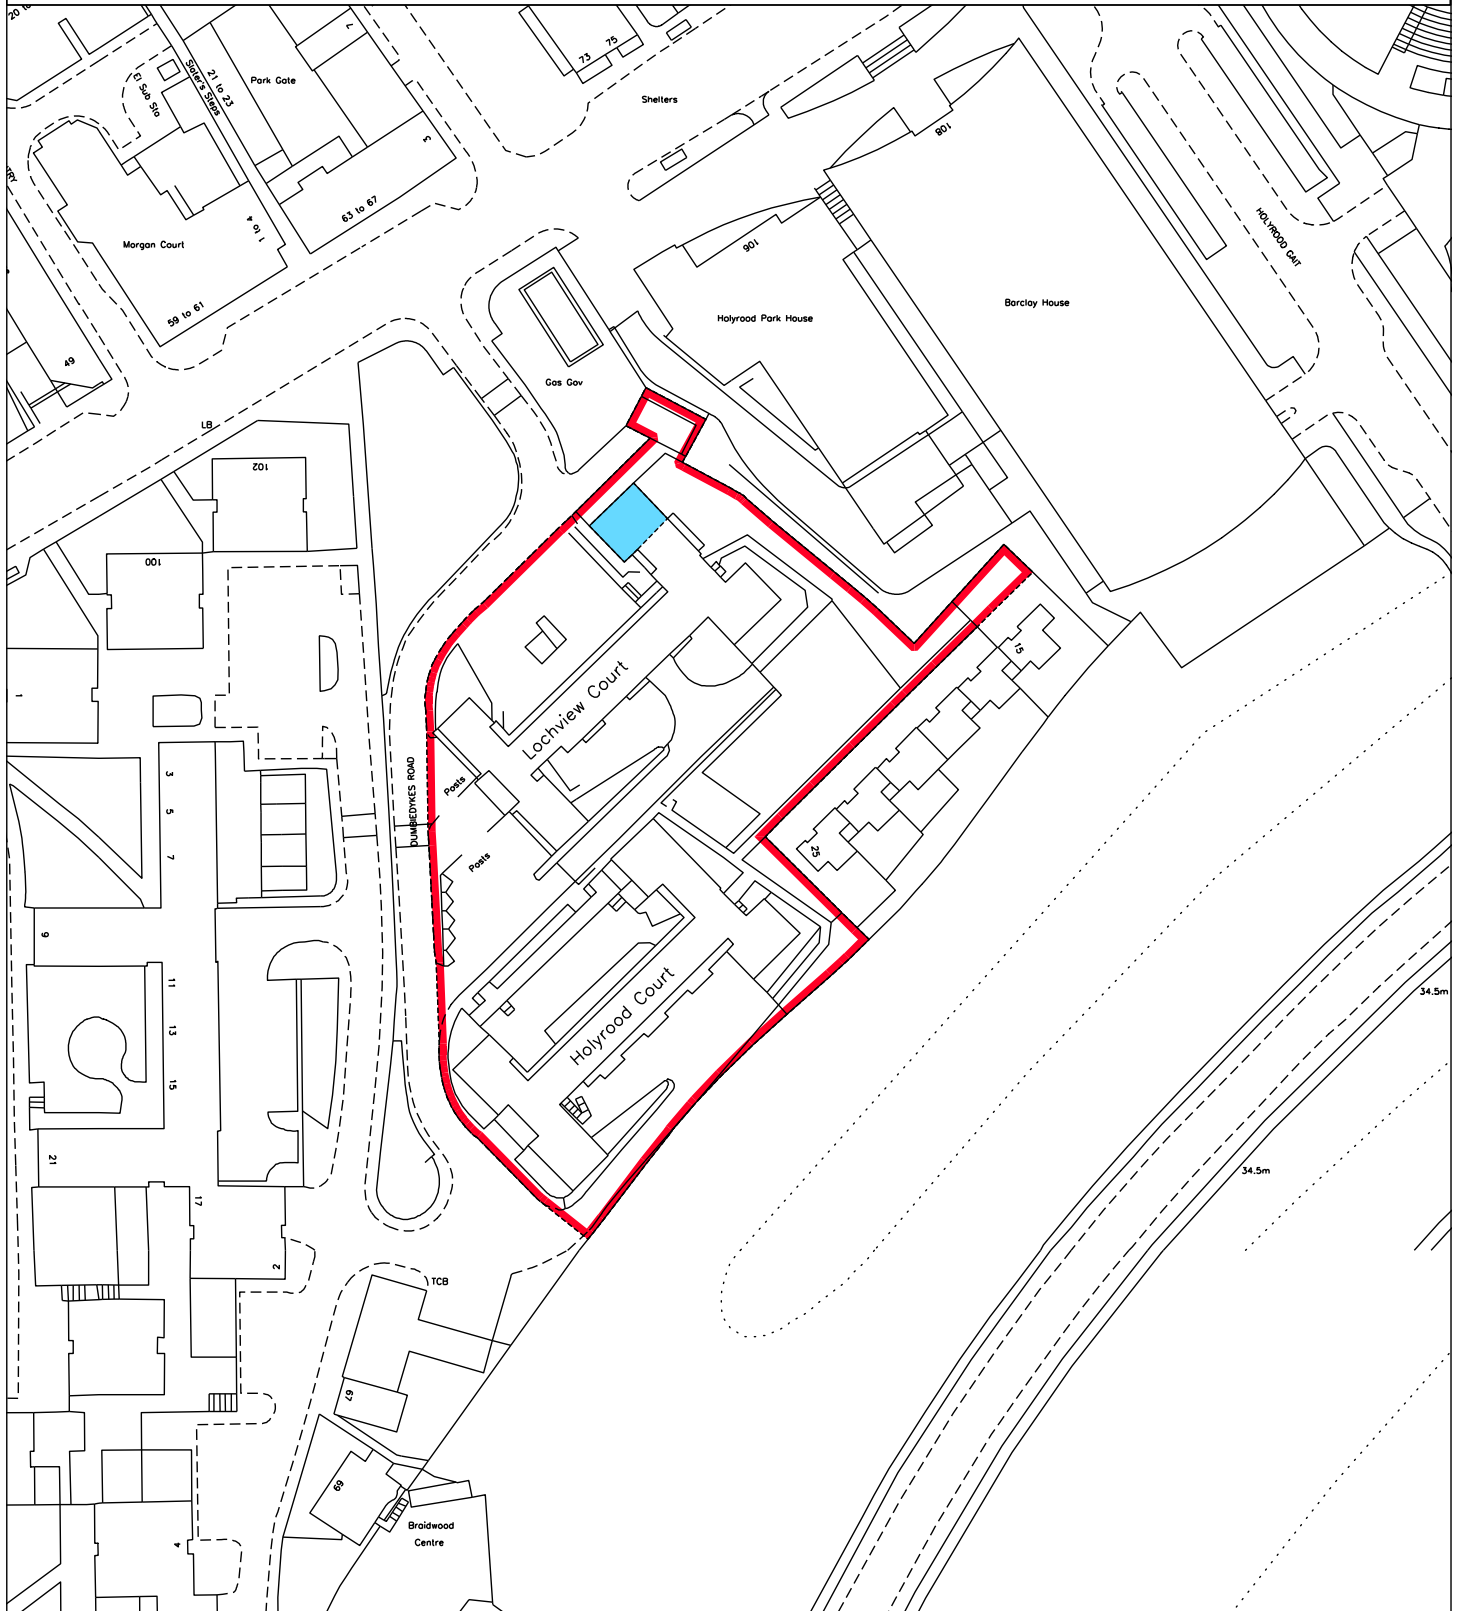 73
75
7
Park Gate
21 to 23
Slater's Steps
El Sub Sta
Shelters
3
108
63 to 67
1 to 4
Morgan Court
HOLYROOD GAIT
106
Barclay House
59 to 61
Holyrood Park House
49
Gas Gov
LB
102
100
15
Lochview Court
1
DUMBIEDYKES ROAD
Posts
3
5
7
Posts
25
9
11
34.5m
Holyrood Court
13
15
21
34.5m
17
2
TCB
67
69
Braidwood
Centre
4